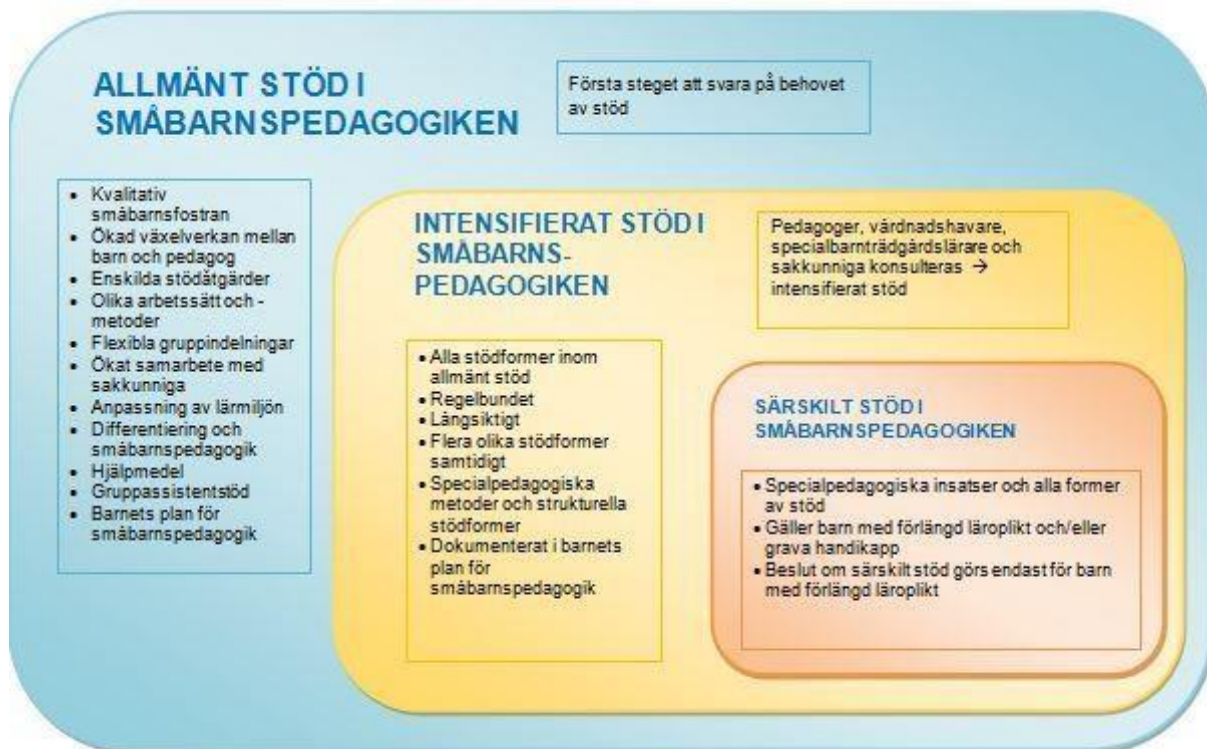 ALLMÄNT STÖD I
SMÅBARNSPEDAGOGIKEN
Första steget att svara på behovet
av stöd
• Kvalitativ
småbarnsfostran
• Ökad växelverkan mellan
barn och pedagog
• Enskilda stödåtgärder
• Olika arbetssätt och -
metoder
• Flexibla gruppindelningar
• Ökat samarbete med
sakkunniga
• Anpassning av lärmiljön
• Differentiering och
småbarnspedagogik
• Hjälpmedel
• Gruppassistentstöd
• Barnets plan för
småbarnspedagogik
INTENSIFIERAT STÖD I
SMÅBARNS-
PEDAGOGIKEN
Pedagoger, vårdnadshavare,
specialbarnträdgårdslärare och
sakkunniga konsulteras →
intensifierat stöd
• Alla stödformer inom
allmänt stöd
• Regelbundet
• Långsiktigt
• Flera olika stödformer
samtidigt
• Specialpedagogiska
metoder och strukturella
stödformer
• Dokumenterat i barnets
plan för
småbarnspedagogik
SÄRSKILT STÖD I
SMÅBARNSPEDAGOGIKEN
• Specialpedagogiska insatser och alla former
av stöd
• Gäller barn med förlängd läroplikt och/eller
grava handikapp
• Beslut om särskilt stöd görs endast för barn
med förlängd läroplikt